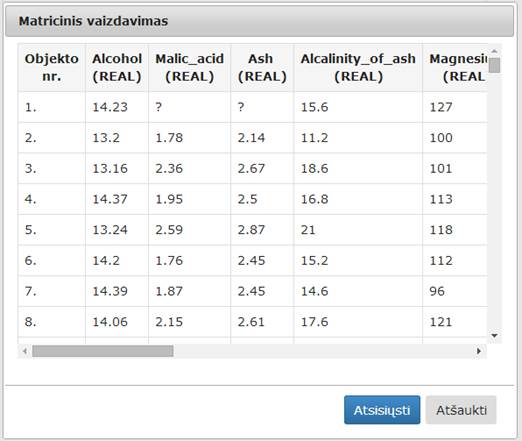 Matricinis vaizdavimas
Objekto nr. Alcohol (REAL) Malic_acid (REAL) Ash (REAL) Alcalinity_of_ash (REAL) (REAL
1. 14.23 ? ? 15.6 127
2. 13.2 1.78 2.14 11.2 100
3. 13.16 2.36 2.67 18.6 101
4. 14.37 1.95 2.5 16.8 113
5. 13.24 2.59 2.87 21 118
6. 14.2 1.76 2.45 15.2 112
7. 14.39 1.87 2.45 14.6 96
8. 14.06 2.15 2.61 17.6 121
Atsisiųsti Atšaukti